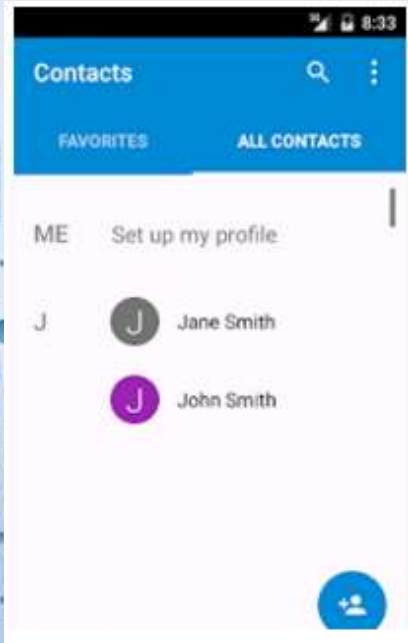 8:33
Contacts
FAVORITES
ALL CONTACTS
ME Set up my profile
J J Jane Smith
J John Smith